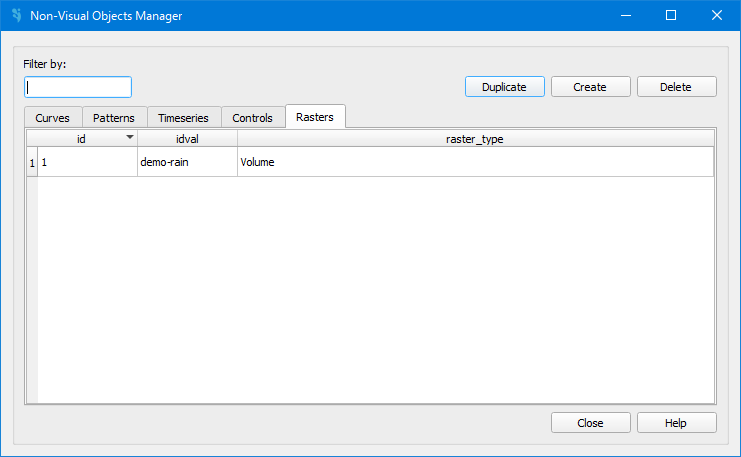 Non-Visual Objects Manager
Filter by:
Duplicate Create Delete
Curves Patterns Timeseries Controls Rasters
id idval raster_type
1 1 demo-rain Volume
Close Help